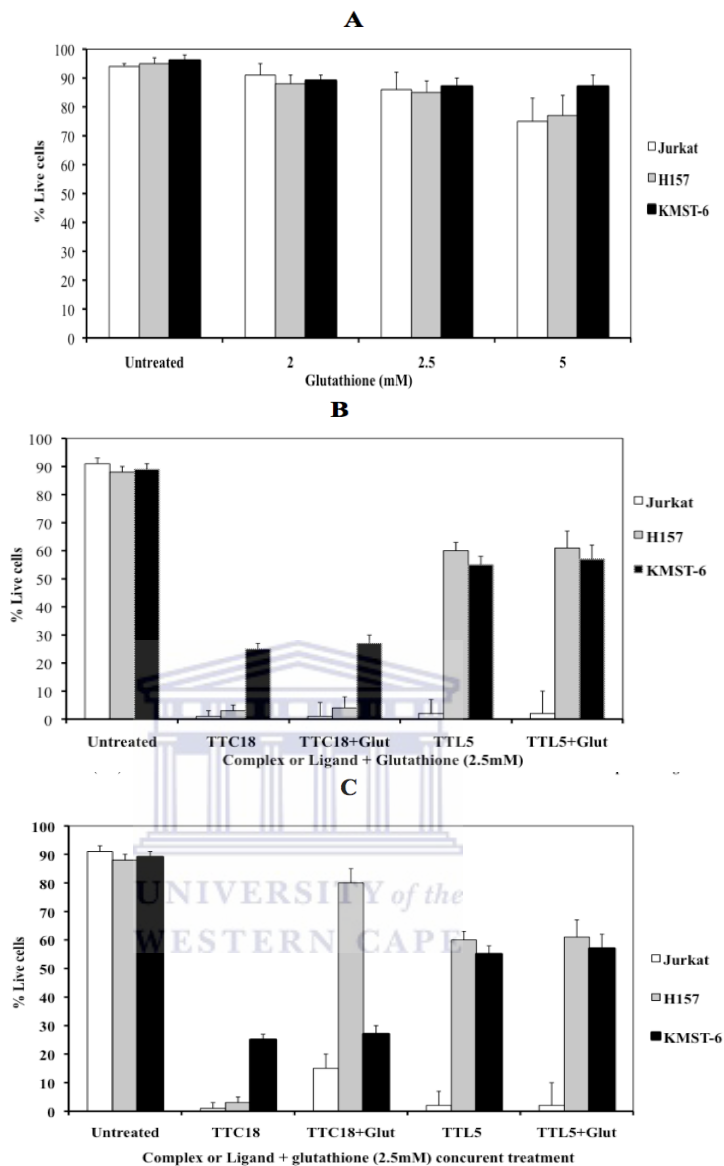 A
100
90
80
70
60
50
40
30
20
10
0
% Live cells
Untreated 2 2.5 5
Glutathione (mM)
Jurkat
H157
KMST-6
B
100
90
80
70
60
50
40
30
20
10
0
% Live cells
Untreated TTC18 TTC18+Glut TTL5 TTL5+Glut
Complex or Ligand + Glutathione (2.5mM)
Jurkat
H157
KMST-6
C
100
90
80
70
60
50
40
30
20
10
0
% Live cells
Untreated TTC18 TTC18+Glut TTL5 TTL5+Glut
Complex or Ligand + glutathione (2.5mM) concurent treatment
Jurkat
H157
KMST-6
UNIVERSITY of the
WESTERN CAPE